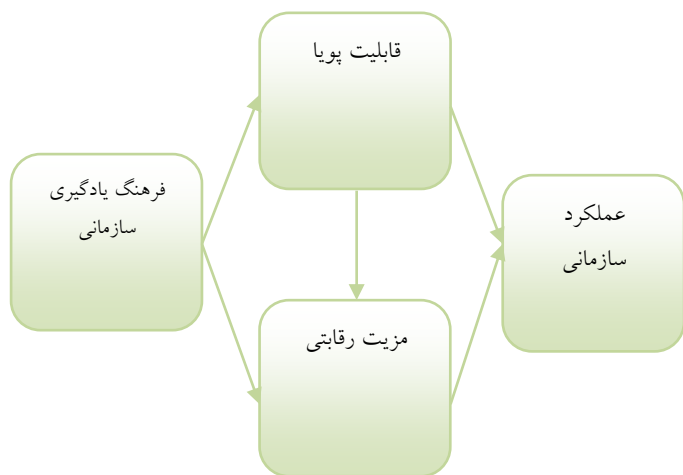 قابلیت پویا
فرهنگ یادگیری
سازمانی
عملکرد
سازمانی
مزیت رقابتی